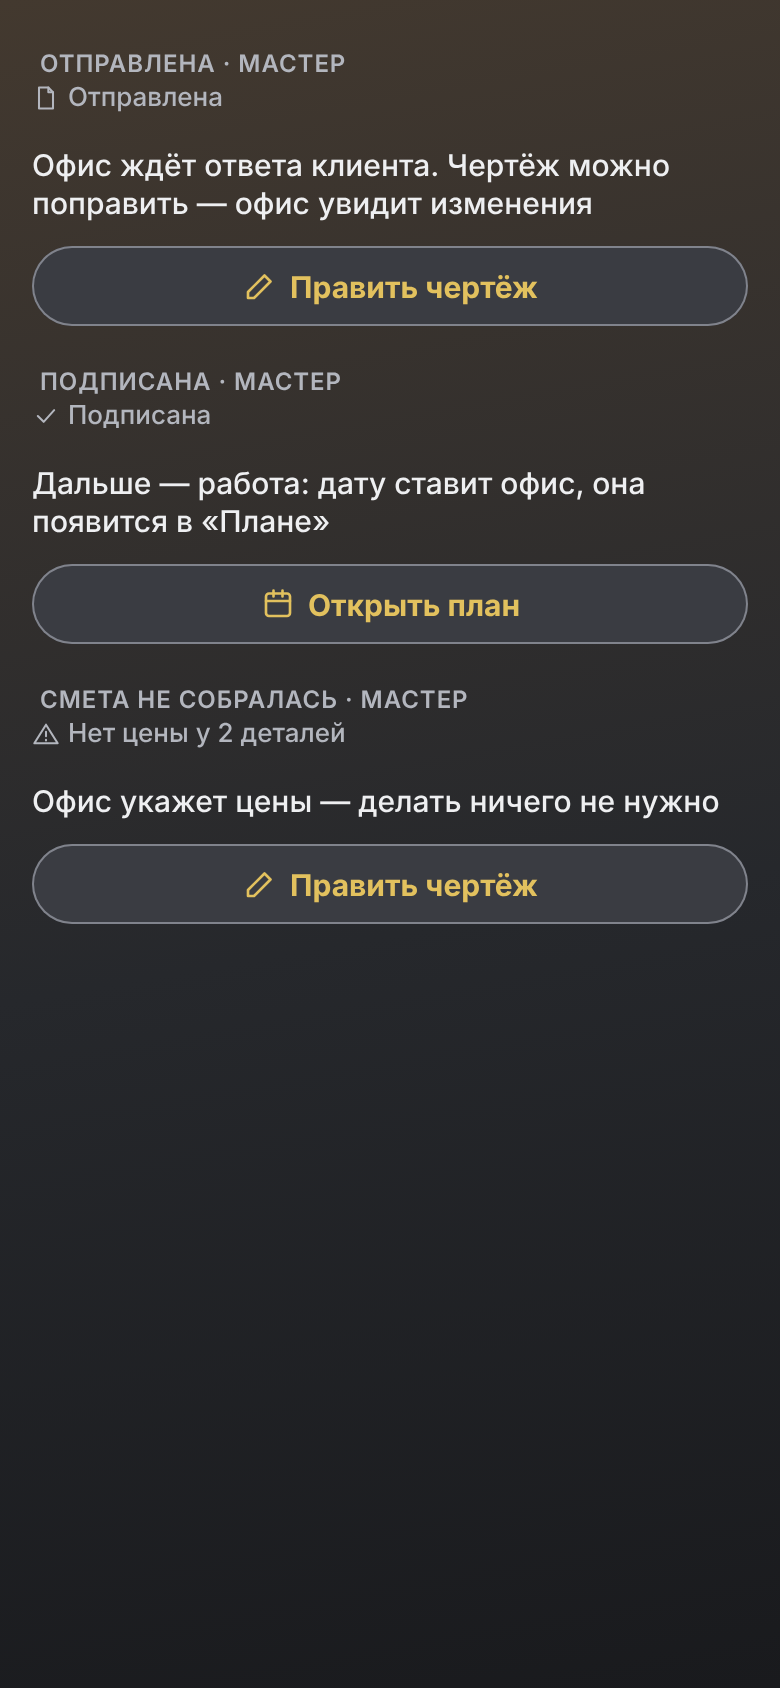 ОТПРАВЛЕНА · МАСТЕР
Отправлена
Офис ждёт ответа клиента. Чертёж можно
поправить — офис увидит изменения
Править чертёж
ПОДПИСАНА · МАСТЕР
Подписана
Дальше — работа: дату ставит офис, она
появится в «Плане»
Открыть план
СМЕТА НЕ СОБРАЛАСЬ · МАСТЕР
Нет цены у 2 деталей
Офис укажет цены — делать ничего не нужно
Править чертёж